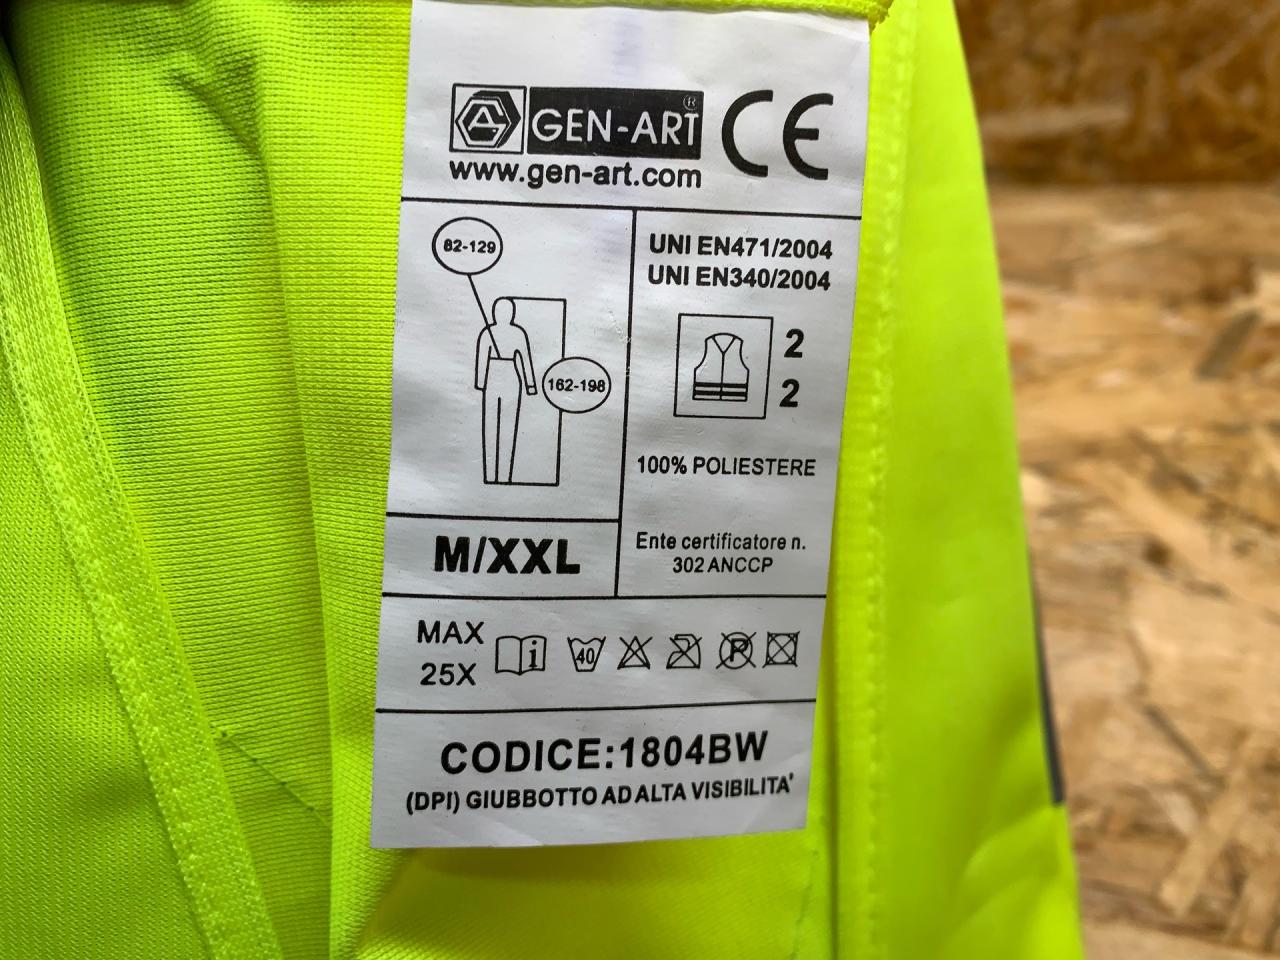 GEN-ART®
CE
www.gen-art.com
82-129
162-198
M/XXL
UNI EN471/2004
UNI EN340/2004
2
2
100% POLIESTERE
Ente certificatore n.
302 ANCCP
MAX
25X
i
40
P
CODICE:1804BW
(DPI) GIUBBOTTO AD ALTA VISIBILITA'